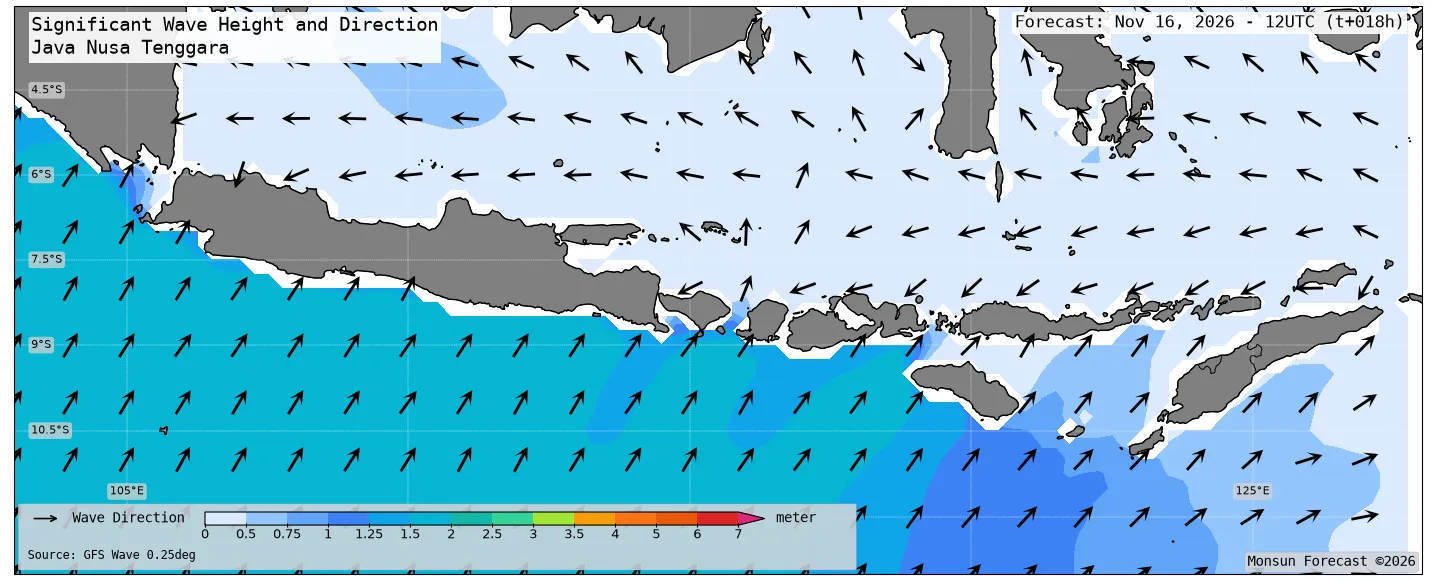 Significant Wave Height and Direction
Java Nusa Tenggara
Forecast: Nov 16, 2026 - 12UTC (t+018h)
4.5°S
6°S
7.5°S
9°S
10.5°S
105°E
125°E
Wave Direction
0 0.5 0.75 1 1.25 1.5 2 2.5 3 3.5 4 5 6 7
meter
Source: GFS Wave 0.25deg
Monsun Forecast ©2026